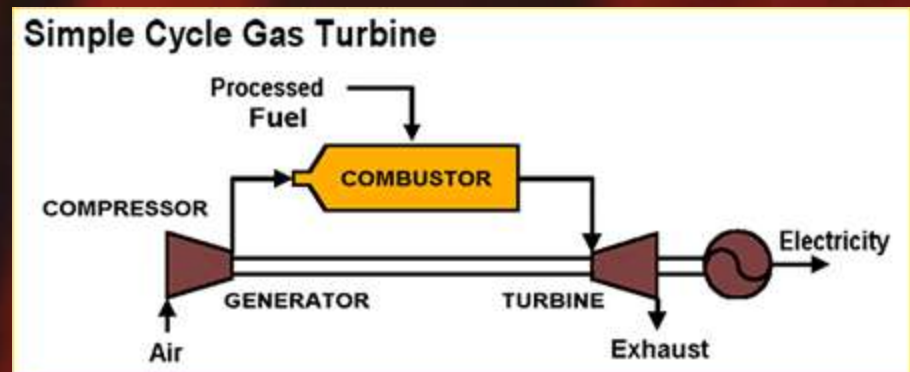 Simple Cycle Gas Turbine
Processed
Fuel
COMBUSTOR
COMPRESSOR
Electricity
GENERATOR
TURBINE
Air
Exhaust